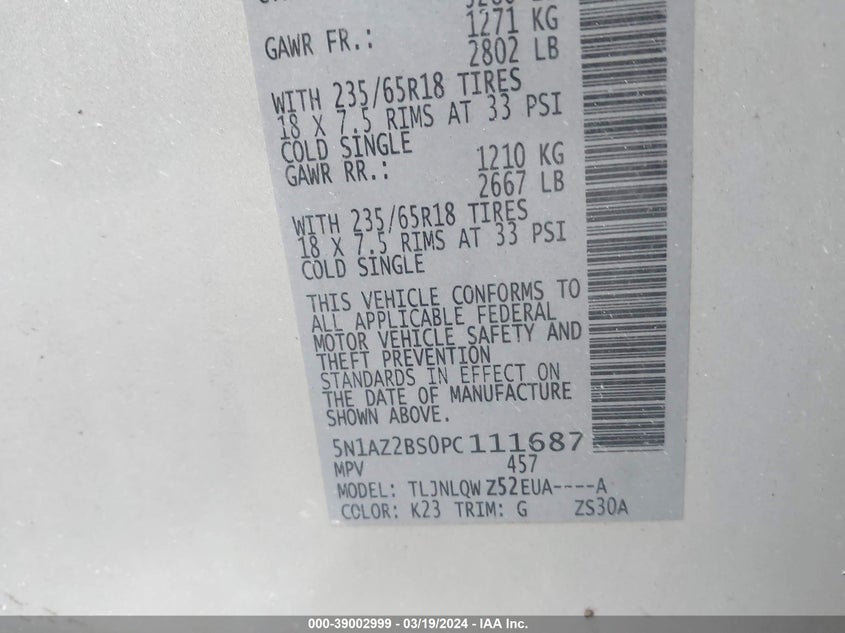 1271 KG
GAWR FR.: 2802 LB
WITH 235/65R18 TIRES
18 X 7.5 RIMS AT 33 PSI
COLD SINGLE
1210 KG
GAWR RR.: 2667 LB
WITH 235/65R18 TIRES
18 X 7.5 RIMS AT 33 PSI
COLD SINGLE
THIS VEHICLE CONFORMS TO
ALL APPLICABLE FEDERAL
MOTOR VEHICLE SAFETY AND
THEFT PREVENTION
STANDARDS IN EFFECT ON
THE DATE OF MANUFACTURE
SHOWN ABOVE.
5N1AZ2BS0PC111687
MPV 457
MODEL: TLJNLQW Z52EUA----A
COLOR: K23 TRIM: G ZS30A
000-39002999 - 03/19/2024 - IAA Inc.